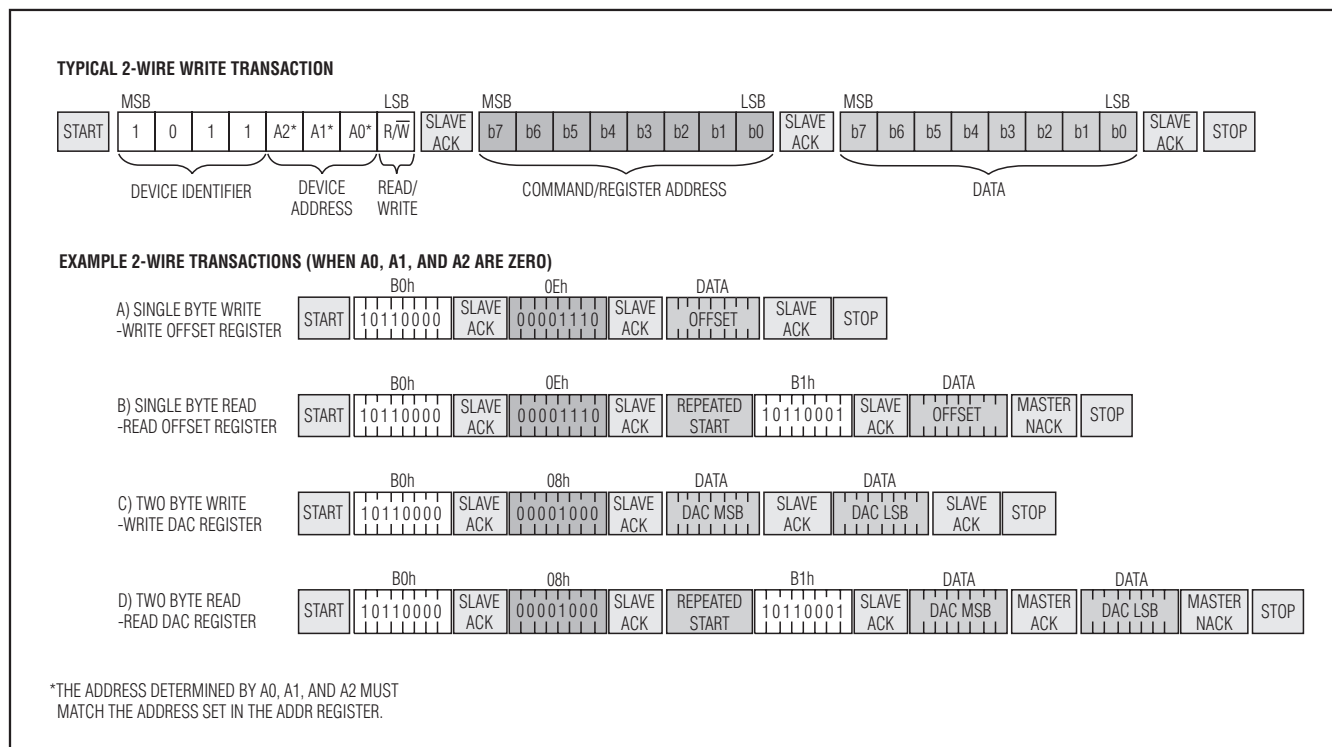 TYPICAL 2-WIRE WRITE TRANSACTION
MSB LSB MSB LSB MSB LSB
START 1 0 1 1 A2* A1* A0* R/W̅ SLAVE ACK b7 b6 b5 b4 b3 b2 b1 b0 SLAVE ACK b7 b6 b5 b4 b3 b2 b1 b0 SLAVE ACK STOP
DEVICE IDENTIFIER DEVICE ADDRESS READ/WRITE COMMAND/REGISTER ADDRESS DATA
EXAMPLE 2-WIRE TRANSACTIONS (WHEN A0, A1, AND A2 ARE ZERO)
B0h 0Eh DATA
A) SINGLE BYTE WRITE
-WRITE OFFSET REGISTER
START 10110000 SLAVE ACK 00001110 SLAVE ACK OFFSET SLAVE ACK STOP
B0h 0Eh B1h DATA
B) SINGLE BYTE READ
-READ OFFSET REGISTER
START 10110000 SLAVE ACK 00001110 SLAVE ACK REPEATED START 10110001 SLAVE ACK OFFSET MASTER NACK STOP
B0h 08h DATA DATA
C) TWO BYTE WRITE
-WRITE DAC REGISTER
START 10110000 SLAVE ACK 00001000 SLAVE ACK DAC MSB SLAVE ACK DAC LSB SLAVE ACK STOP
B0h 08h B1h DATA DATA
D) TWO BYTE READ
-READ DAC REGISTER
START 10110000 SLAVE ACK 00001000 SLAVE ACK REPEATED START 10110001 SLAVE ACK DAC MSB MASTER ACK DAC LSB MASTER NACK STOP
*THE ADDRESS DETERMINED BY A0, A1, AND A2 MUST
MATCH THE ADDRESS SET IN THE ADDR REGISTER.